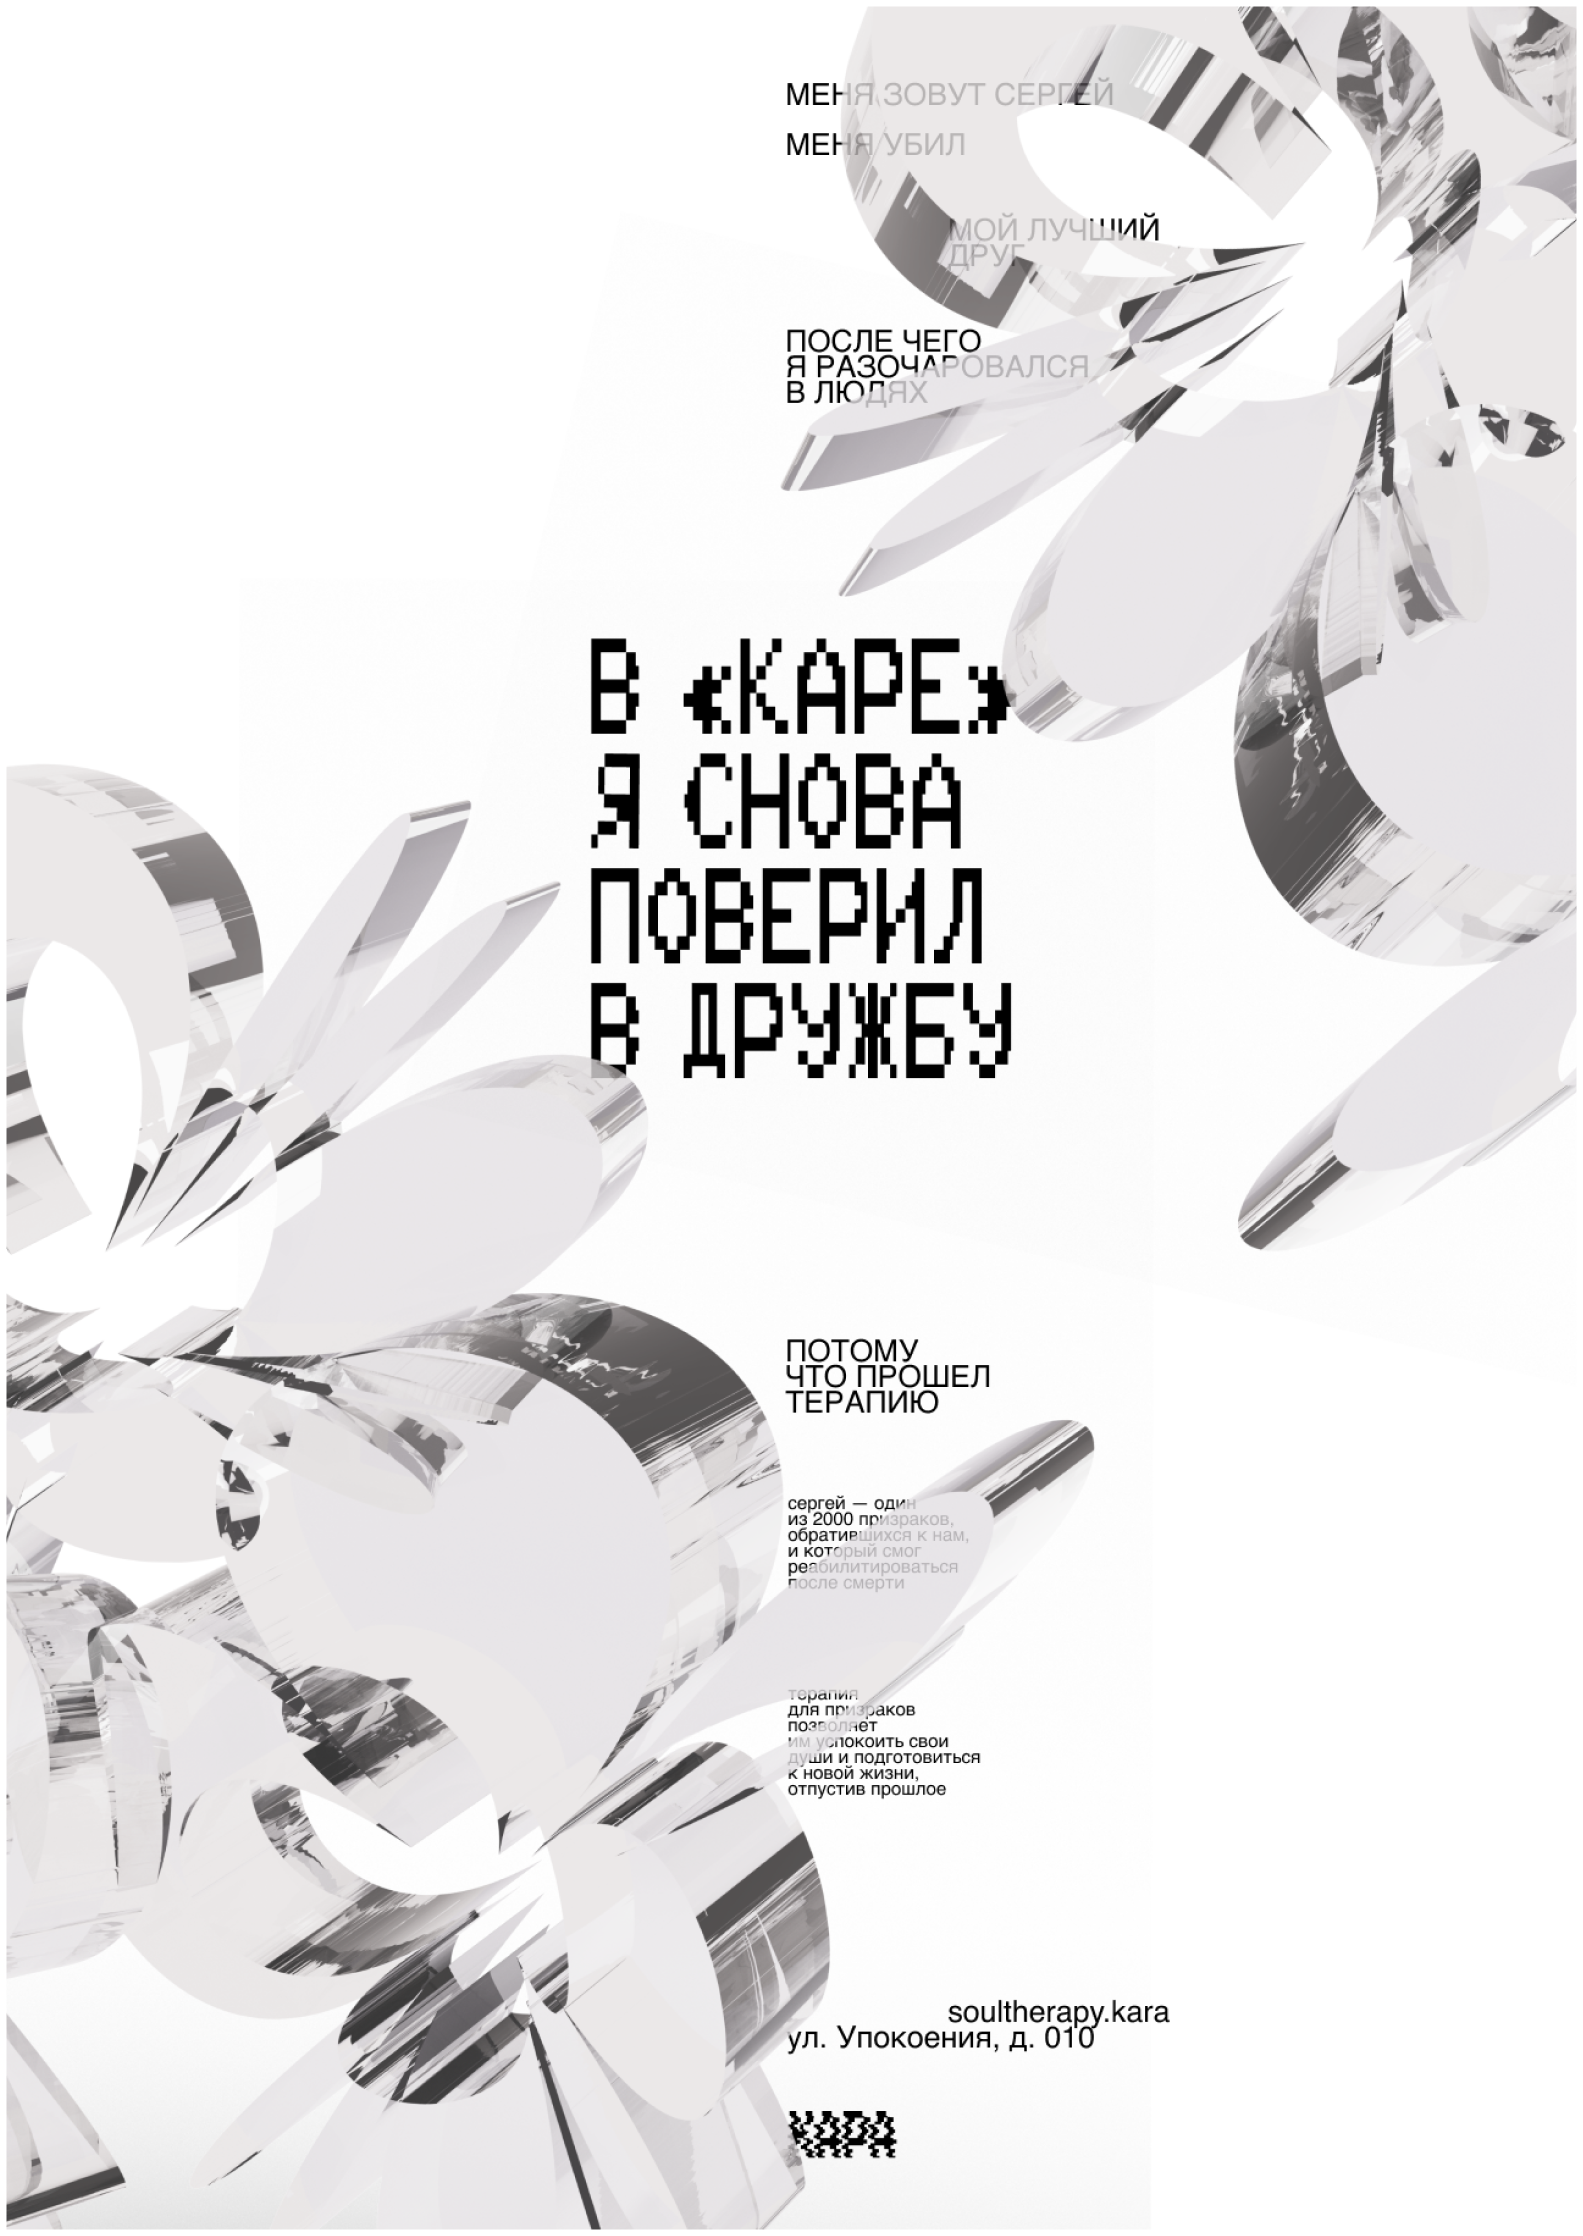 МЕНЯ ЗОВУТ СЕРГЕЙ
МЕНЯ УБИЛ
МОЙ ЛУЧШИЙ
ДРУГ
ПОСЛЕ ЧЕГО
Я РАЗОЧАРОВАЛСЯ
В ЛЮДЯХ
В «КАРЕ»
Я СНОВА
ПОВЕРИЛ
В ДРУЖБУ
ПОТОМУ
ЧТО ПРОШЕЛ
ТЕРАПИЮ
сергей — один
из 2000 призраков,
обратившихся к нам,
и который смог
реабилитироваться
после смерти
терапия
для призраков
позволяет
им успокоить свои
души и подготовиться
к новой жизни,
отпустив прошлое
soultherapy.kara
ул. Упокоения, д. 010
КАРА